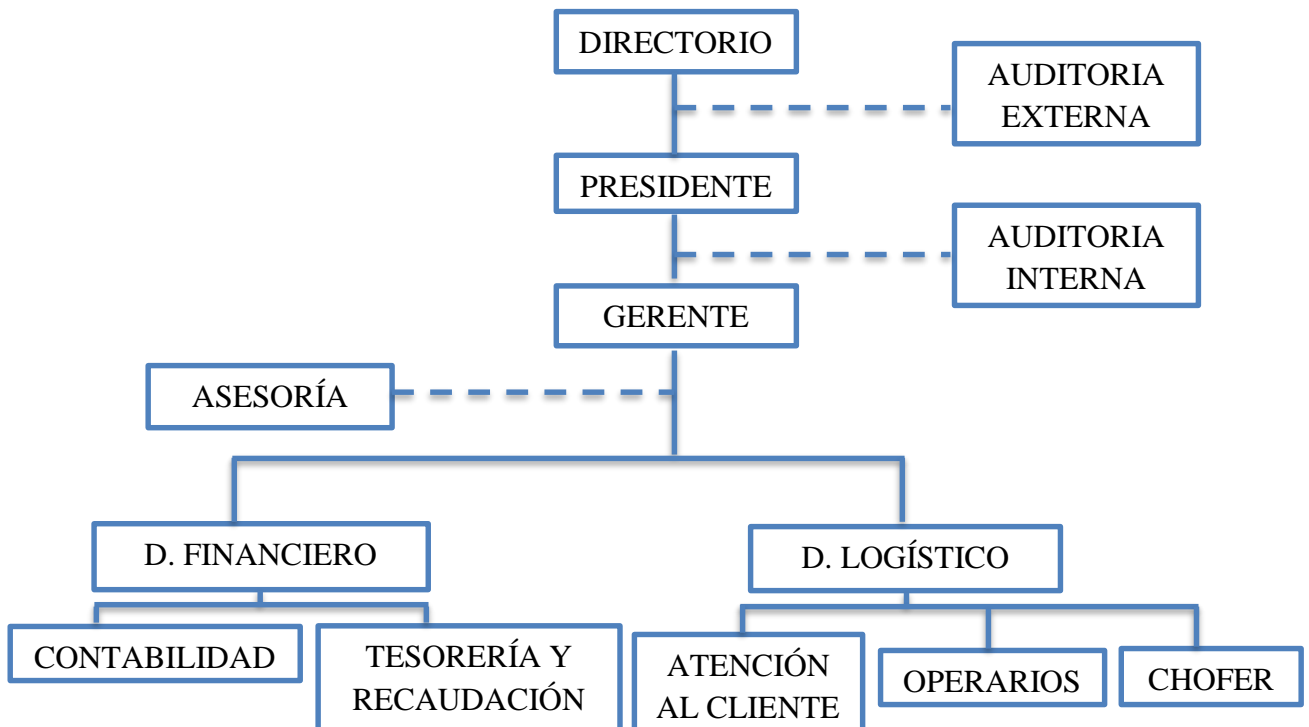 DIRECTORIO
AUDITORIA
EXTERNA
PRESIDENTE
AUDITORIA
INTERNA
GERENTE
ASESORÍA
D. FINANCIERO
D. LOGÍSTICO
CONTABILIDAD
TESORERÍA Y
RECAUDACIÓN
ATENCIÓN
AL CLIENTE
OPERARIOS
CHOFER